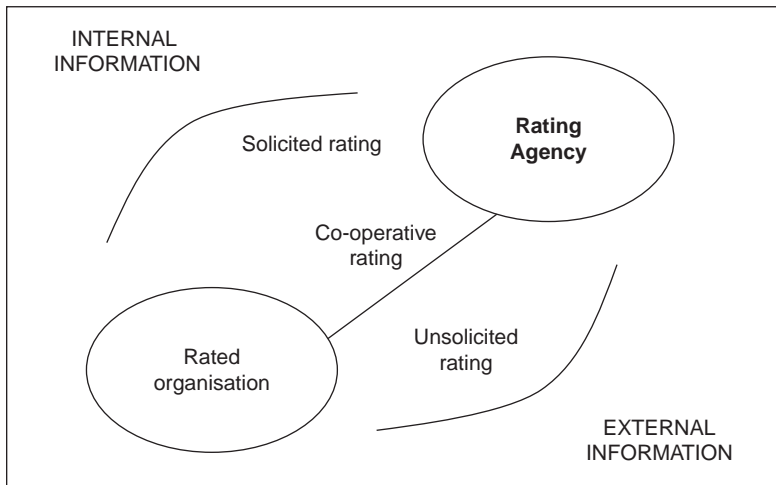 INTERNAL
INFORMATION
Solicited rating
Rating
Agency
Co-operative
rating
Rated
organisation
Unsolicited
rating
EXTERNAL
INFORMATION